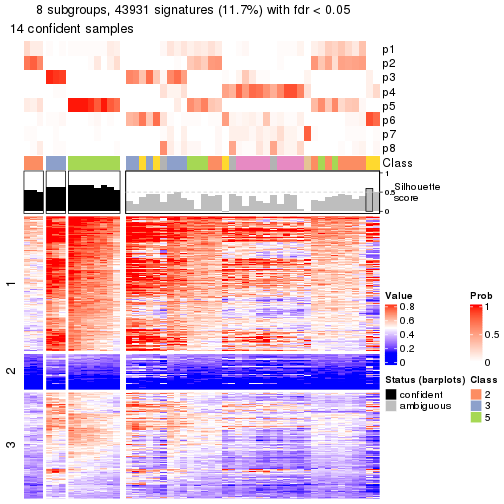 8 subgroups, 43931 signatures (11.7%) with fdr < 0.05
14 confident samples
p1
p2
p3
p4
p5
p6
p7
p8
Class
1
0.5
0
Silhouette
score
1
2
3
Value
0.8
0.6
0.4
0.2
0
Prob
1
0.5
0
Status (barplots)
confident
ambiguous
Class
2
3
5